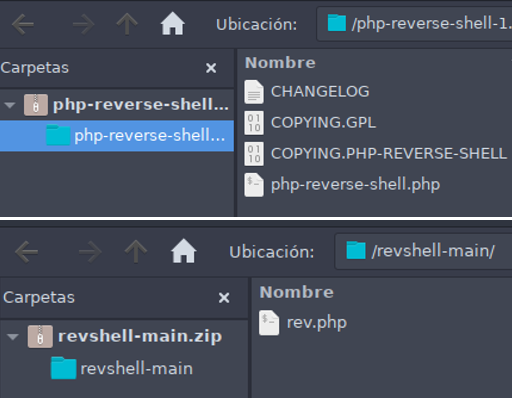 Ubicación: /php-reverse-shell-1.
Carpetas
Nombre
php-reverse-shell...
php-reverse-shell...
CHANGELOG
COPYING.GPL
COPYING.PHP-REVERSE-SHELL
php-reverse-shell.php
Ubicación: /revshell-main/
Carpetas
Nombre
revshell-main.zip
revshell-main
rev.php